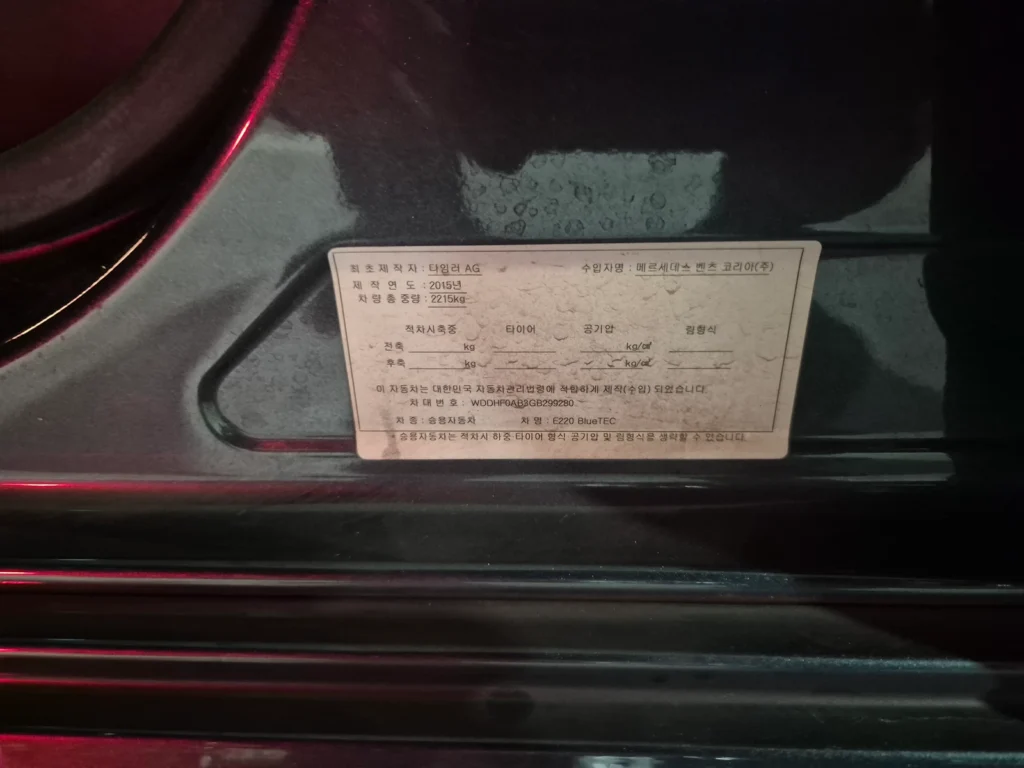 최초제작자 : 다임러 AG 수입자명 : 메르세데스 벤츠 코리아(주)
제 작 연 도 : 2015년
차 량 총 중량 : 2215kg
적차시축중 타이어 공기압 림형식
전축 kg kg/㎠
후축 kg kg/㎠
이 자동차는 대한민국 자동차관리법령에 적합하게 제작(수입) 되었습니다.
차 대 번 호 : WDDHF0AB3GB299280
차 종 : 승용자동차 차 명 : E220 BlueTEC
* 승용자동차는 적차시 하중 타이어 형식 공기압 및 림형식을 생략할 수 있습니다.